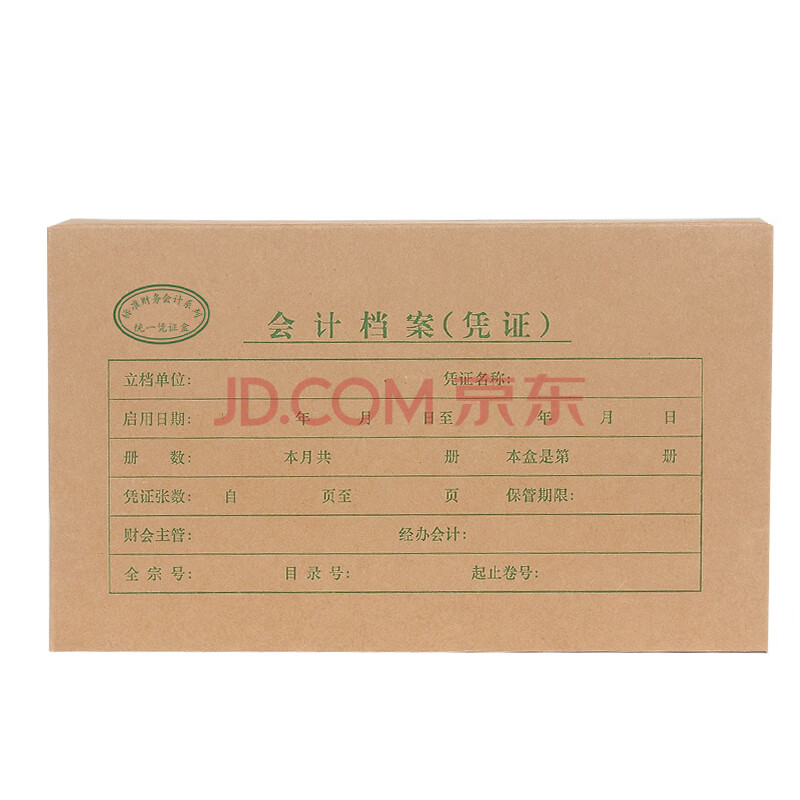 标准财务会计系列
统一凭证盒
会计档案(凭证)
立档单位: 凭证名称:
启用日期: 年 月 日至 年 月 日
册 数: 本月共 册 本盒是第 册
凭证张数: 自 页至 页 保管期限:
财会主管: 经办会计:
全宗号: 目录号: 起止卷号:
JD.COM 京东